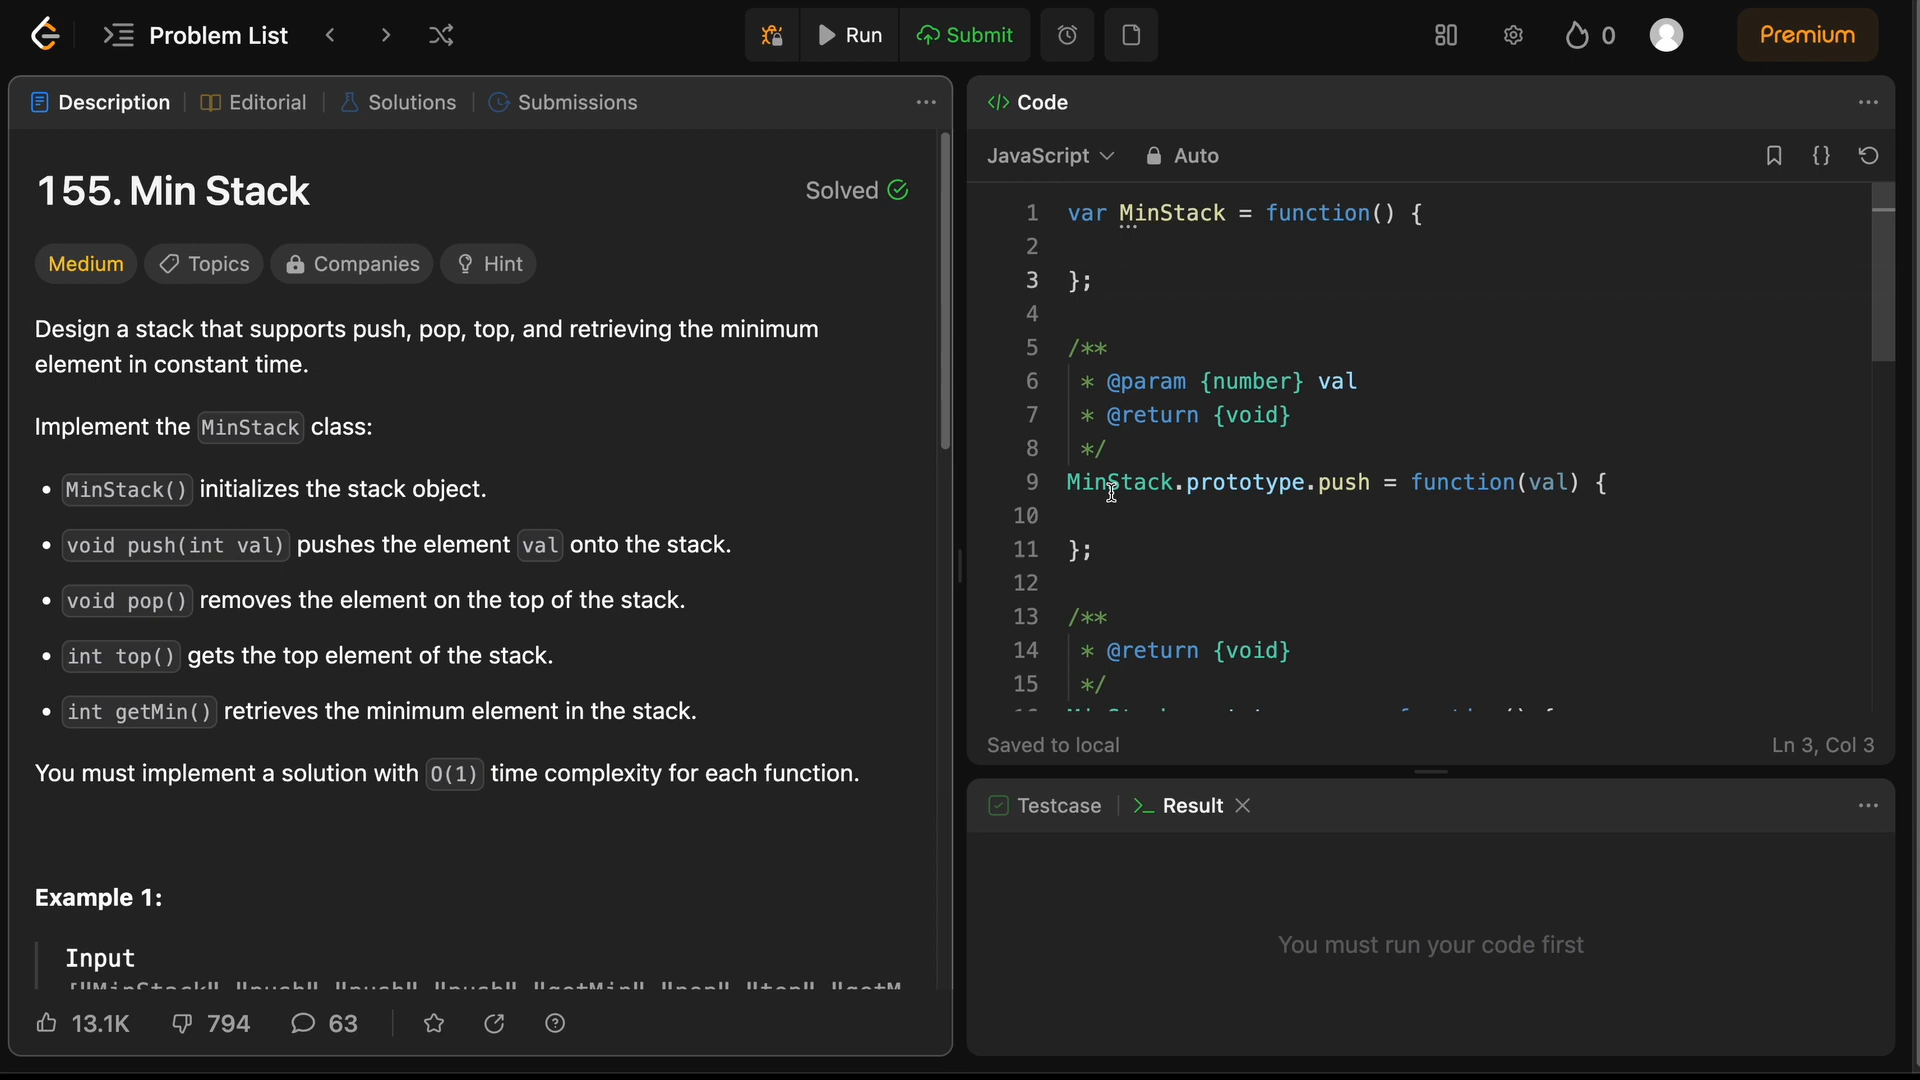 Problem List
Run
Submit
0
Premium
Description
Editorial
Solutions
Submissions
155. Min Stack
Solved
Medium
Topics
Companies
Hint
Design a stack that supports push, pop, top, and retrieving the minimum
element in constant time.
Implement the MinStack class:
• MinStack() initializes the stack object.
• void push(int val) pushes the element val onto the stack.
• void pop() removes the element on the top of the stack.
• int top() gets the top element of the stack.
• int getMin() retrieves the minimum element in the stack.
You must implement a solution with O(1) time complexity for each function.
Example 1:
Input
13.1K
794
63
</> Code
JavaScript
Auto
{}
1 var MinStack = function() {
2
3 };
4
5 /**
6 * @param {number} val
7 * @return {void}
8 */
9 MinStack.prototype.push = function(val) {
10
11 };
12
13 /**
14 * @return {void}
15 */
Saved to local
Ln 3, Col 3
Testcase
>_ Result
You must run your code first